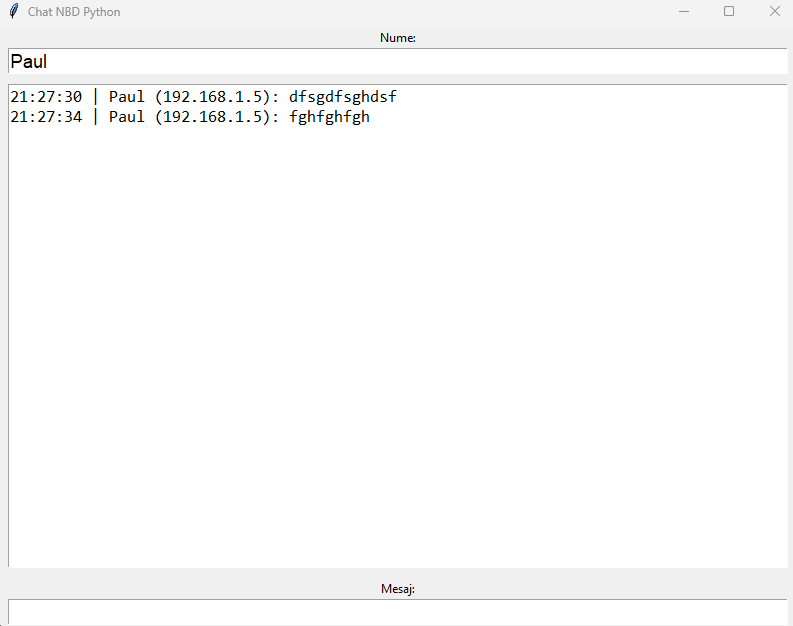 Chat NBD Python
Nume:
Paul
21:27:30 | Paul (192.168.1.5): dfsgdfsghdsf
21:27:34 | Paul (192.168.1.5): fghfghfgh
Mesaj: